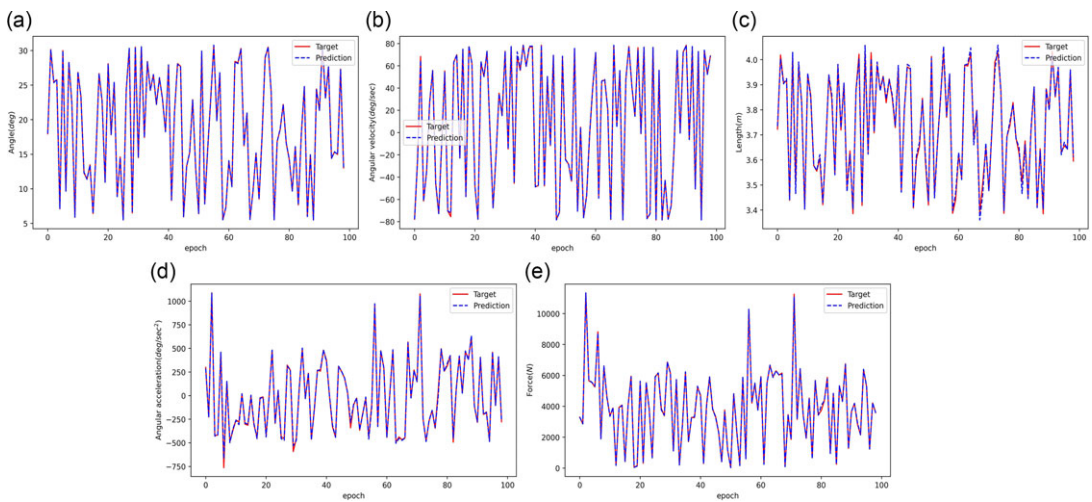 (a)
Angle(deg)
30
25
20
15
10
5
Target
Prediction
0 20 40 60 80 100
epoch
(b)
Angular velocity(deg/sec)
80
60
40
20
0
−20
−40
−60
−80
Target
Prediction
0 20 40 60 80 100
epoch
(c)
Length(m)
4.0
3.9
3.8
3.7
3.6
3.5
3.4
Target
Prediction
0 20 40 60 80 100
epoch
(d)
Angular acceleration(deg/sec²)
1000
750
500
250
0
−250
−500
−750
Target
Prediction
0 20 40 60 80 100
epoch
(e)
Force(N)
10000
8000
6000
4000
2000
0
Target
Prediction
0 20 40 60 80 100
epoch